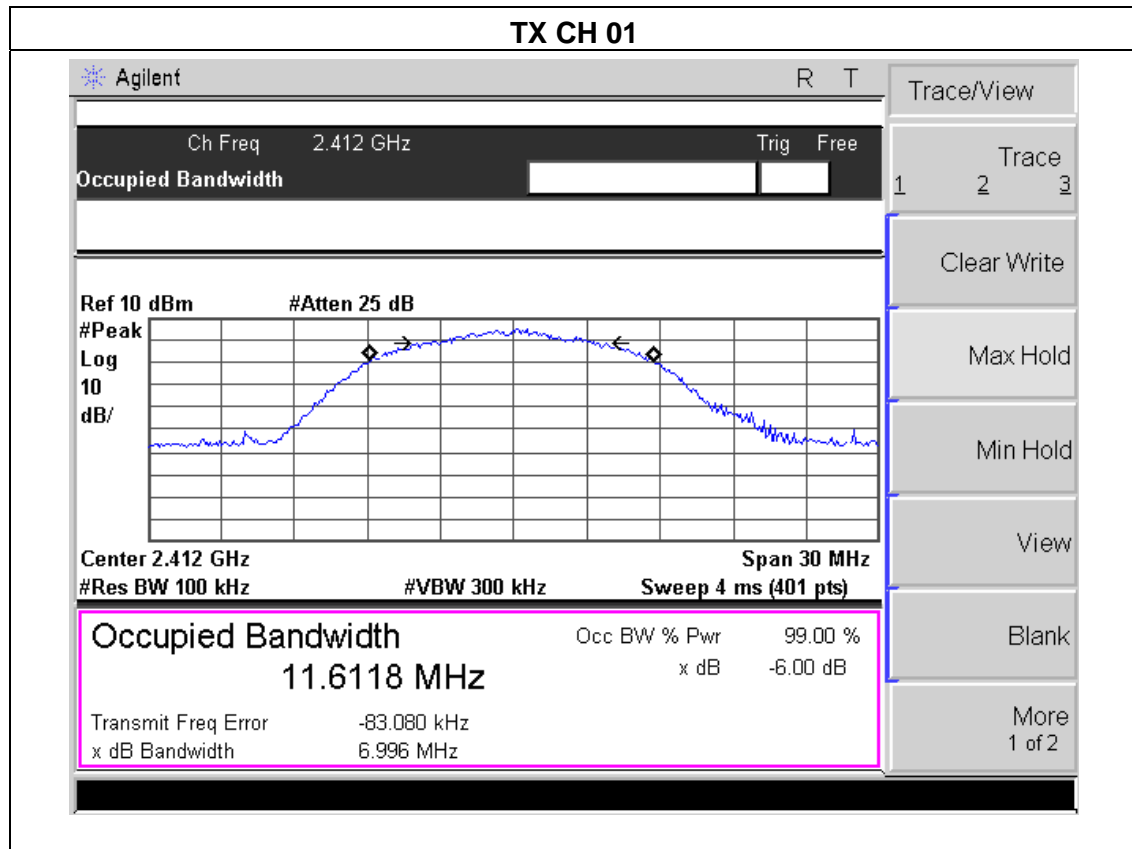 TX CH 01
Agilent R T
Trace/View
Ch Freq 2.412 GHz Trig Free
Occupied Bandwidth
Trace
1 2 3
Clear Write
Ref 10 dBm #Atten 25 dB
#Peak
Log
10
dB/
Max Hold
Min Hold
Center 2.412 GHz Span 30 MHz
#Res BW 100 kHz #VBW 300 kHz Sweep 4 ms (401 pts)
View
Occupied Bandwidth Occ BW % Pwr 99.00 %
11.6118 MHz x dB -6.00 dB
Blank
Transmit Freq Error -83.080 kHz
x dB Bandwidth 6.996 MHz
More
1 of 2